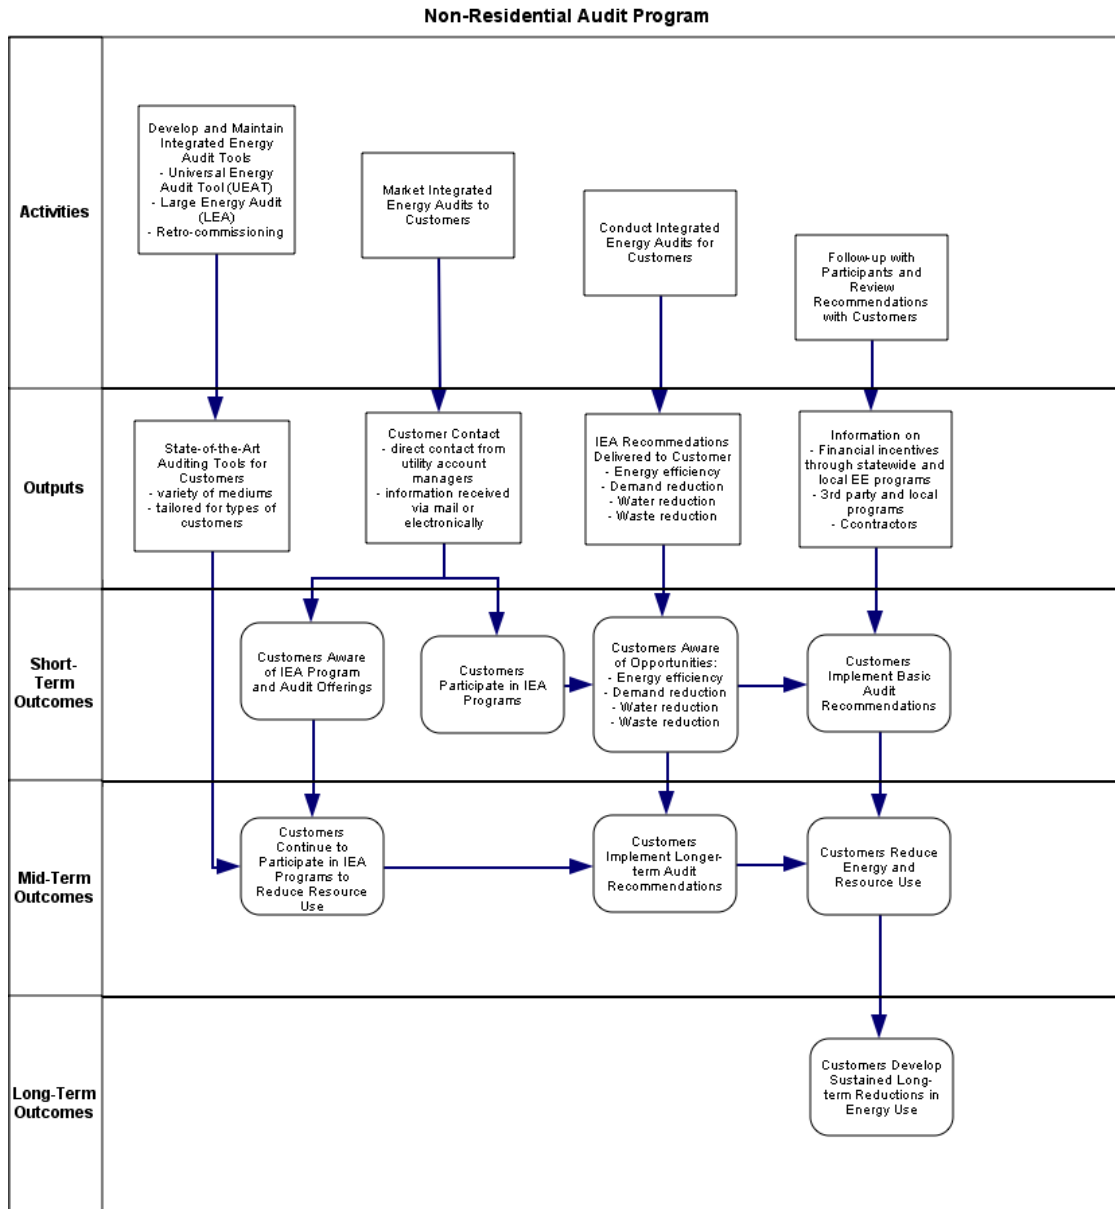 Non-Residential Audit Program
Activities
Develop and Maintain
Integrated Energy
Audit Tools
- Universal Energy
Audit Tool (UEAT)
- Large Energy Audit
(LEA)
- Retro-commissioning
Market Integrated
Energy Audits to
Customers
Conduct Integrated
Energy Audits for
Customers
Follow-up with
Participants and
Review
Recommendations
with Customers
Outputs
State-of-the-Art
Auditing Tools for
Customers
- variety of mediums
- tailored for types of
customers
Customer Contact
- direct contact from
utility account
managers
- information received
via mail or
electronically
IEA Recommedations
Delivered to Customer
- Energy efficiency
- Demand reduction
- Water reduction
- Waste reduction
Information on
- Financial incentives
through statewide and
local EE programs
- 3rd party and local
programs
- Ccontractors
Short-
Term
Outcomes
Customers Aware
of IEA Program
and Audit Offerings
Customers
Participate in IEA
Programs
Customers Aware
of Opportunities:
- Energy efficiency
- Demand reduction
- Water reduction
- Waste reduction
Customers
Implement Basic
Audit
Recommendations
Mid-Term
Outcomes
Customers
Continue to
Participate in IEA
Programs to
Reduce Resource
Use
Customers
Implement Longer-
term Audit
Recommendations
Customers Reduce
Energy and
Resource Use
Long-Term
Outcomes
Customers Develop
Sustained Long-
term Reductions in
Energy Use